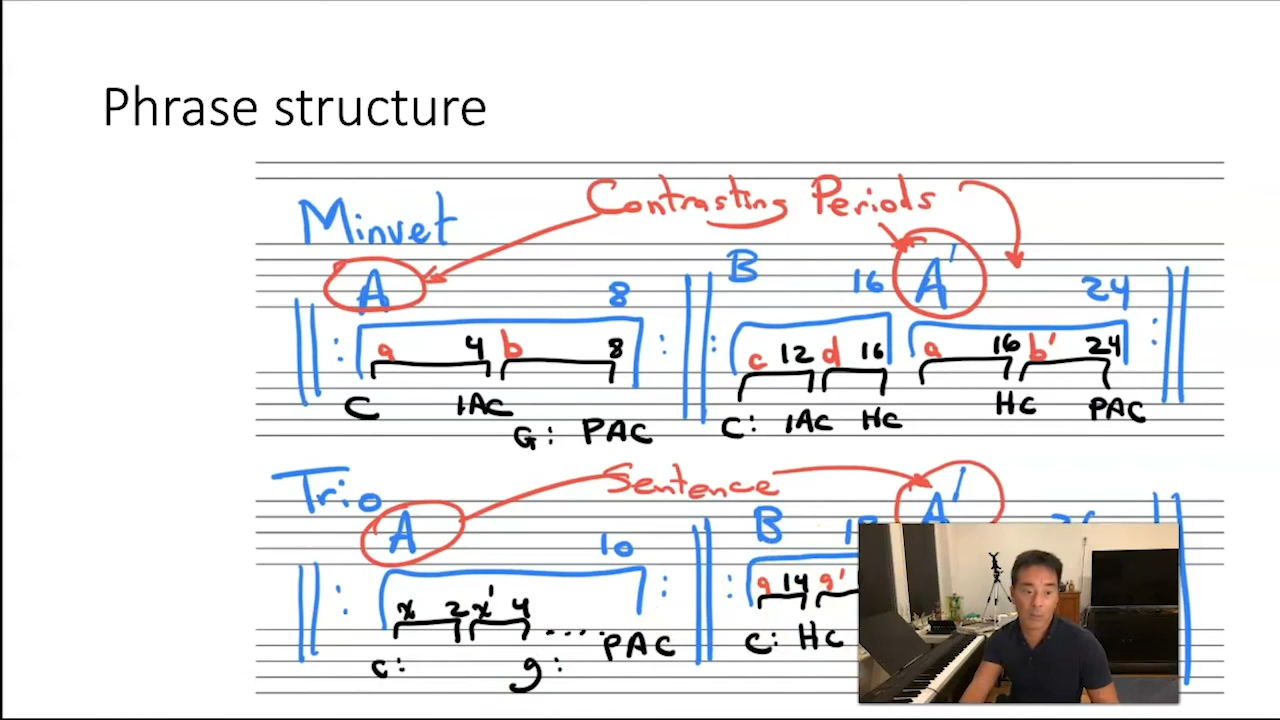 Phrase structure
Contrasting Periods
Minuet
A 8 B 16 A' 24
a 4 b 8 c 12 d 16 a 16 b' 24
C IAC G: PAC C: IAC HC HC PAC
Trio Sentence
A 10 B A'
x 2 x' 4 14
c: g: .... PAC C: HC